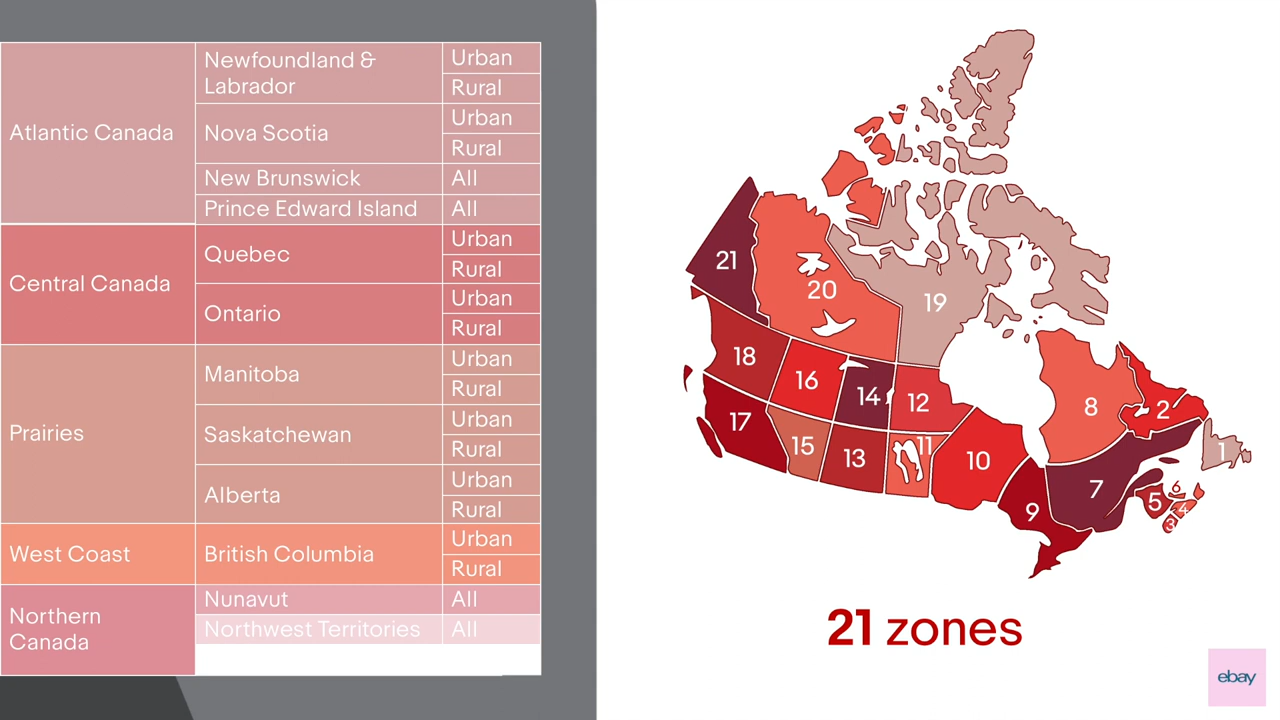 Atlantic Canada
Newfoundland &
Labrador
Urban
Rural
Nova Scotia
Urban
Rural
New Brunswick
All
Prince Edward Island
All
Central Canada
Quebec
Urban
Rural
Ontario
Urban
Rural
Prairies
Manitoba
Urban
Rural
Saskatchewan
Urban
Rural
Alberta
Urban
Rural
West Coast
British Columbia
Urban
Rural
Northern
Canada
Nunavut
All
Northwest Territories
All
21
20
19
18
16
14
12
8
2
17
15
13
11
10
1
7
9
5
6
4
3
21 zones
ebay